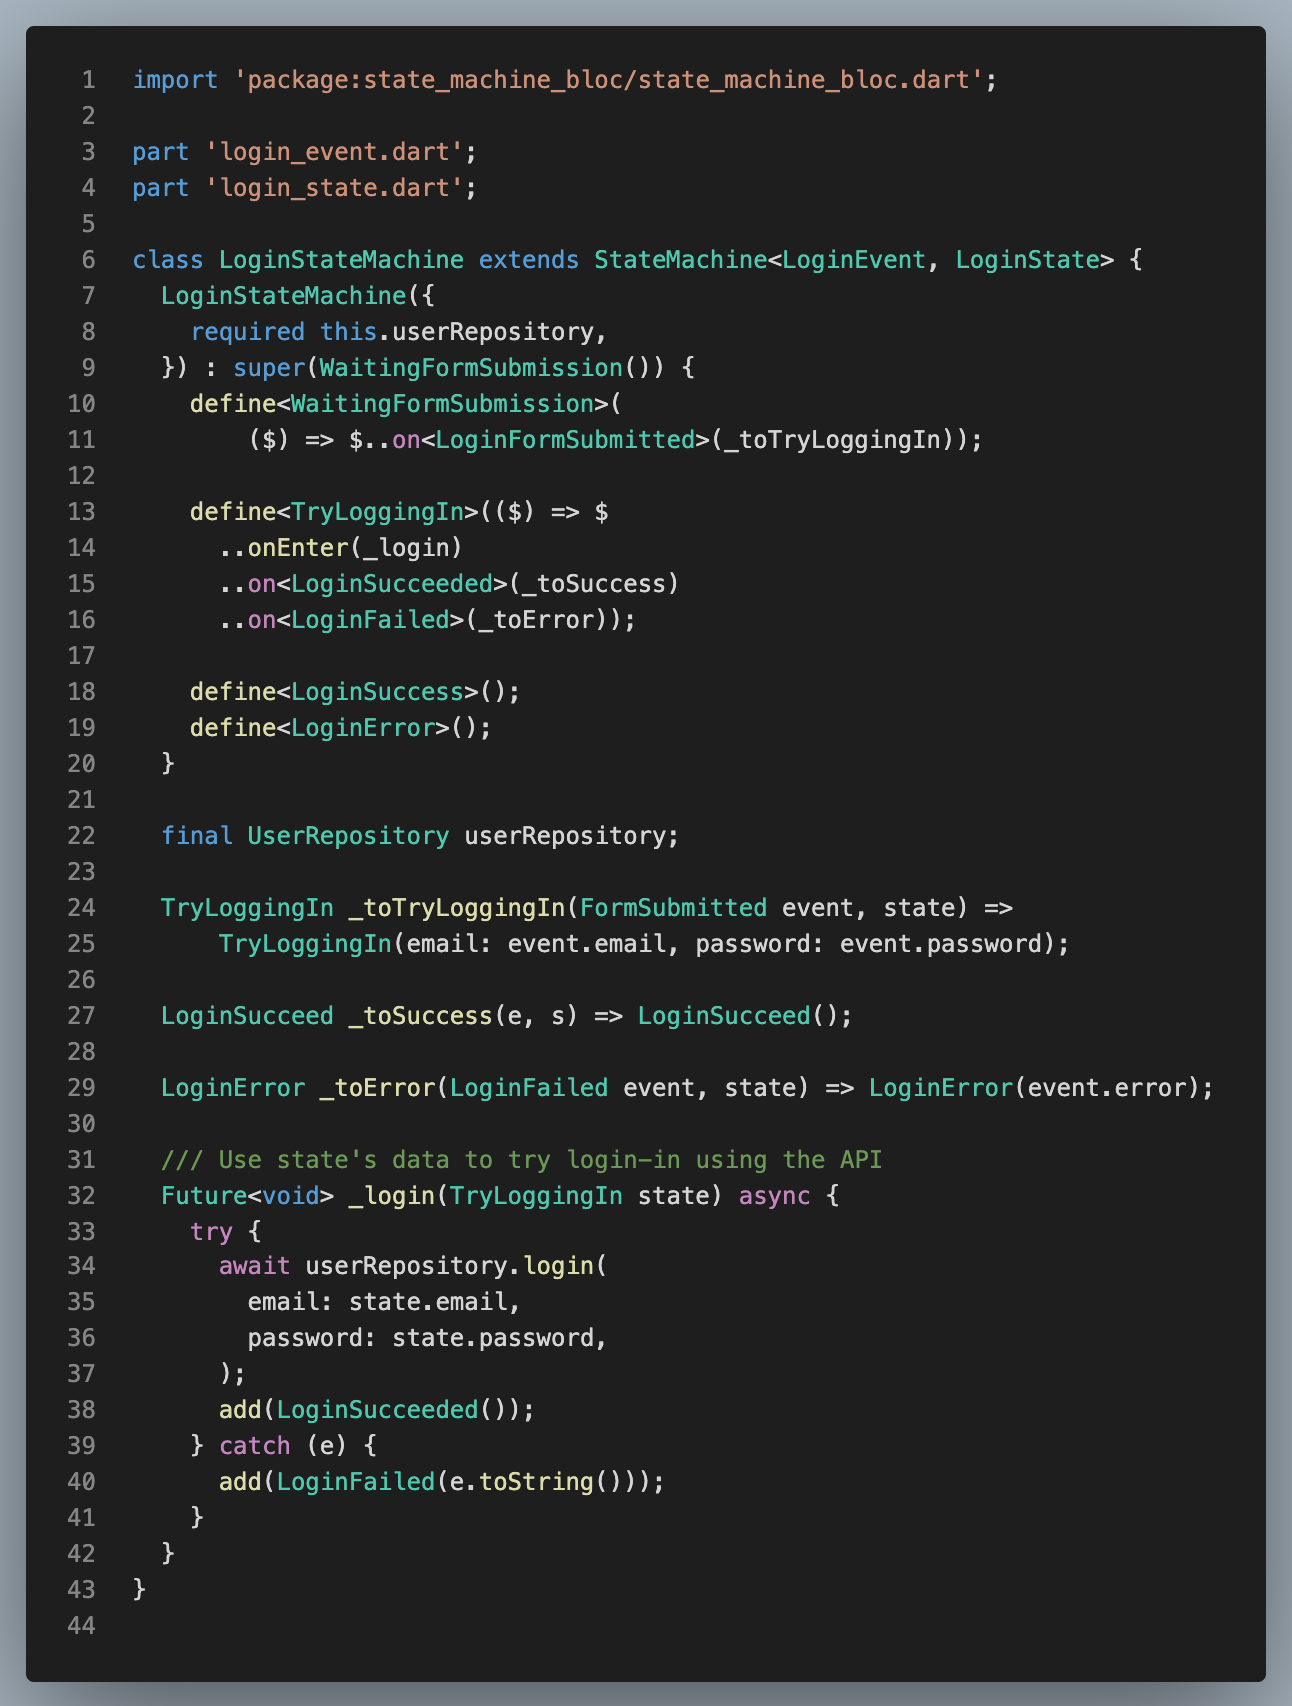 1 import 'package:state_machine_bloc/state_machine_bloc.dart';
2
3 part 'login_event.dart';
4 part 'login_state.dart';
5
6 class LoginStateMachine extends StateMachine<LoginEvent, LoginState> {
7   LoginStateMachine({
8     required this.userRepository,
9   }) : super(WaitingFormSubmission()) {
10     define<WaitingFormSubmission>(
11         ($) => $..on<LoginFormSubmitted>(_toTryLoggingIn));
12
13     define<TryLoggingIn>(($) => $
14       ..onEnter(_login)
15       ..on<LoginSucceeded>(_toSuccess)
16       ..on<LoginFailed>(_toError));
17
18     define<LoginSuccess>();
19     define<LoginError>();
20   }
21
22   final UserRepository userRepository;
23
24   TryLoggingIn _toTryLoggingIn(FormSubmitted event, state) =>
25       TryLoggingIn(email: event.email, password: event.password);
26
27   LoginSucceed _toSuccess(e, s) => LoginSucceed();
28
29   LoginError _toError(LoginFailed event, state) => LoginError(event.error);
30
31   /// Use state's data to try login-in using the API
32   Future<void> _login(TryLoggingIn state) async {
33     try {
34       await userRepository.login(
35         email: state.email,
36         password: state.password,
37       );
38       add(LoginSucceeded());
39     } catch (e) {
40       add(LoginFailed(e.toString()));
41     }
42   }
43 }
44